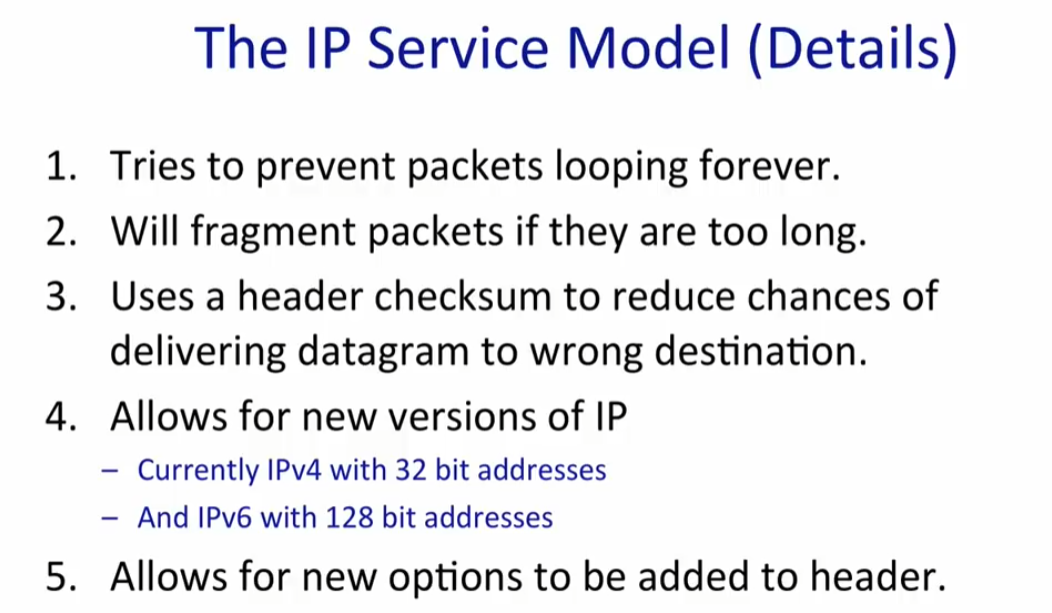 The IP Service Model (Details)
1. Tries to prevent packets looping forever.
2. Will fragment packets if they are too long.
3. Uses a header checksum to reduce chances of
delivering datagram to wrong destination.
4. Allows for new versions of IP
– Currently IPv4 with 32 bit addresses
– And IPv6 with 128 bit addresses
5. Allows for new options to be added to header.